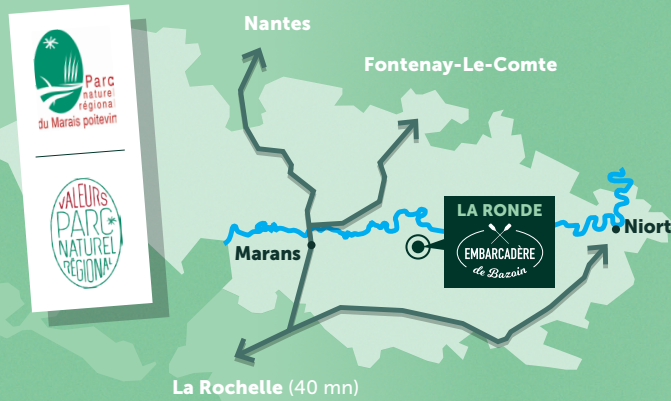 Nantes
Fontenay-Le-Comte
Parc
naturel
régional
du Marais poitevin
VALEURS
PARC
NATUREL
RÉGIONAL
LA RONDE
EMBARCADÈRE
de Bazoin
Niort
Marans
La Rochelle (40 mn)